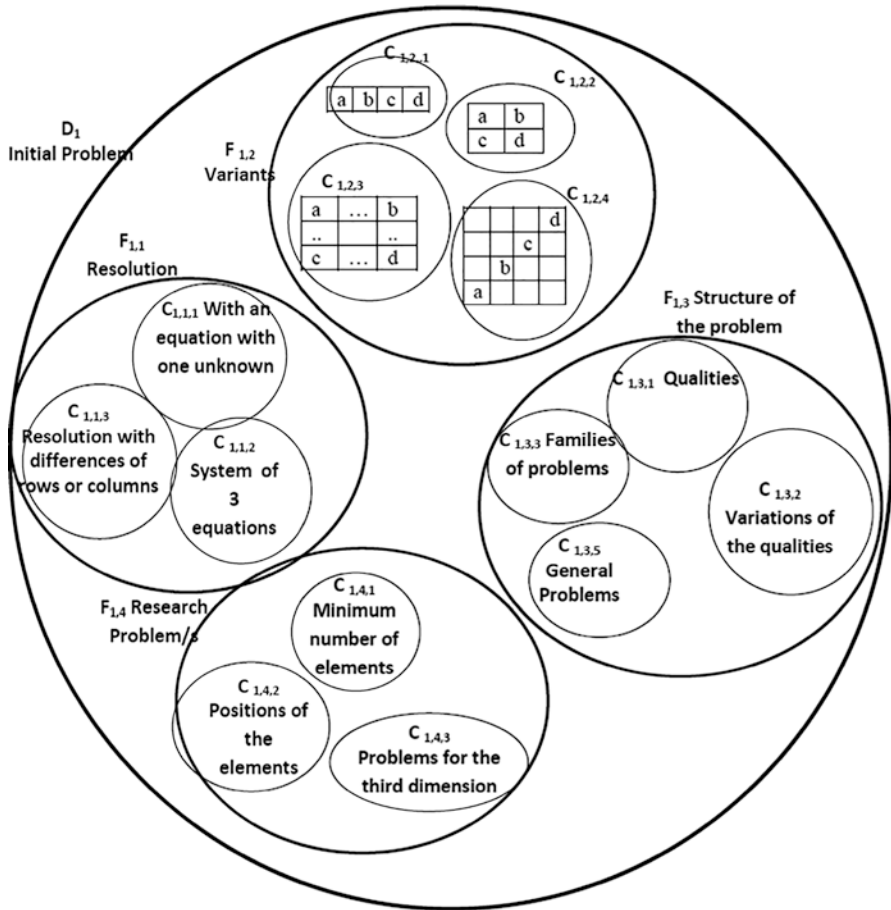 D₁
Initial Problem
F 1,2
Variants
C 1,2,,1
a b c d
C 1,2,2
a b
c d
C 1,2,3
a … b
.. ..
c … d
C 1,2,4
d
c
b
a
F1,1
Resolution
C1,1,1 With an
equation with
one unknown
C 1,1,3
Resolution with
differences of
rows or columns
C 1,1,2
System of
3
equations
F1,3 Structure of
the problem
C 1,3,1 Qualities
C 1,3,3 Families
of problems
C 1,3,2
Variations of
the qualities
C 1,3,5
General
Problems
F1,4 Research
Problem/s
C 1,4,1
Minimum
number of
elements
C 1,4,2
Positions of
the
elements
C 1,4,3
Problems for the
third dimension